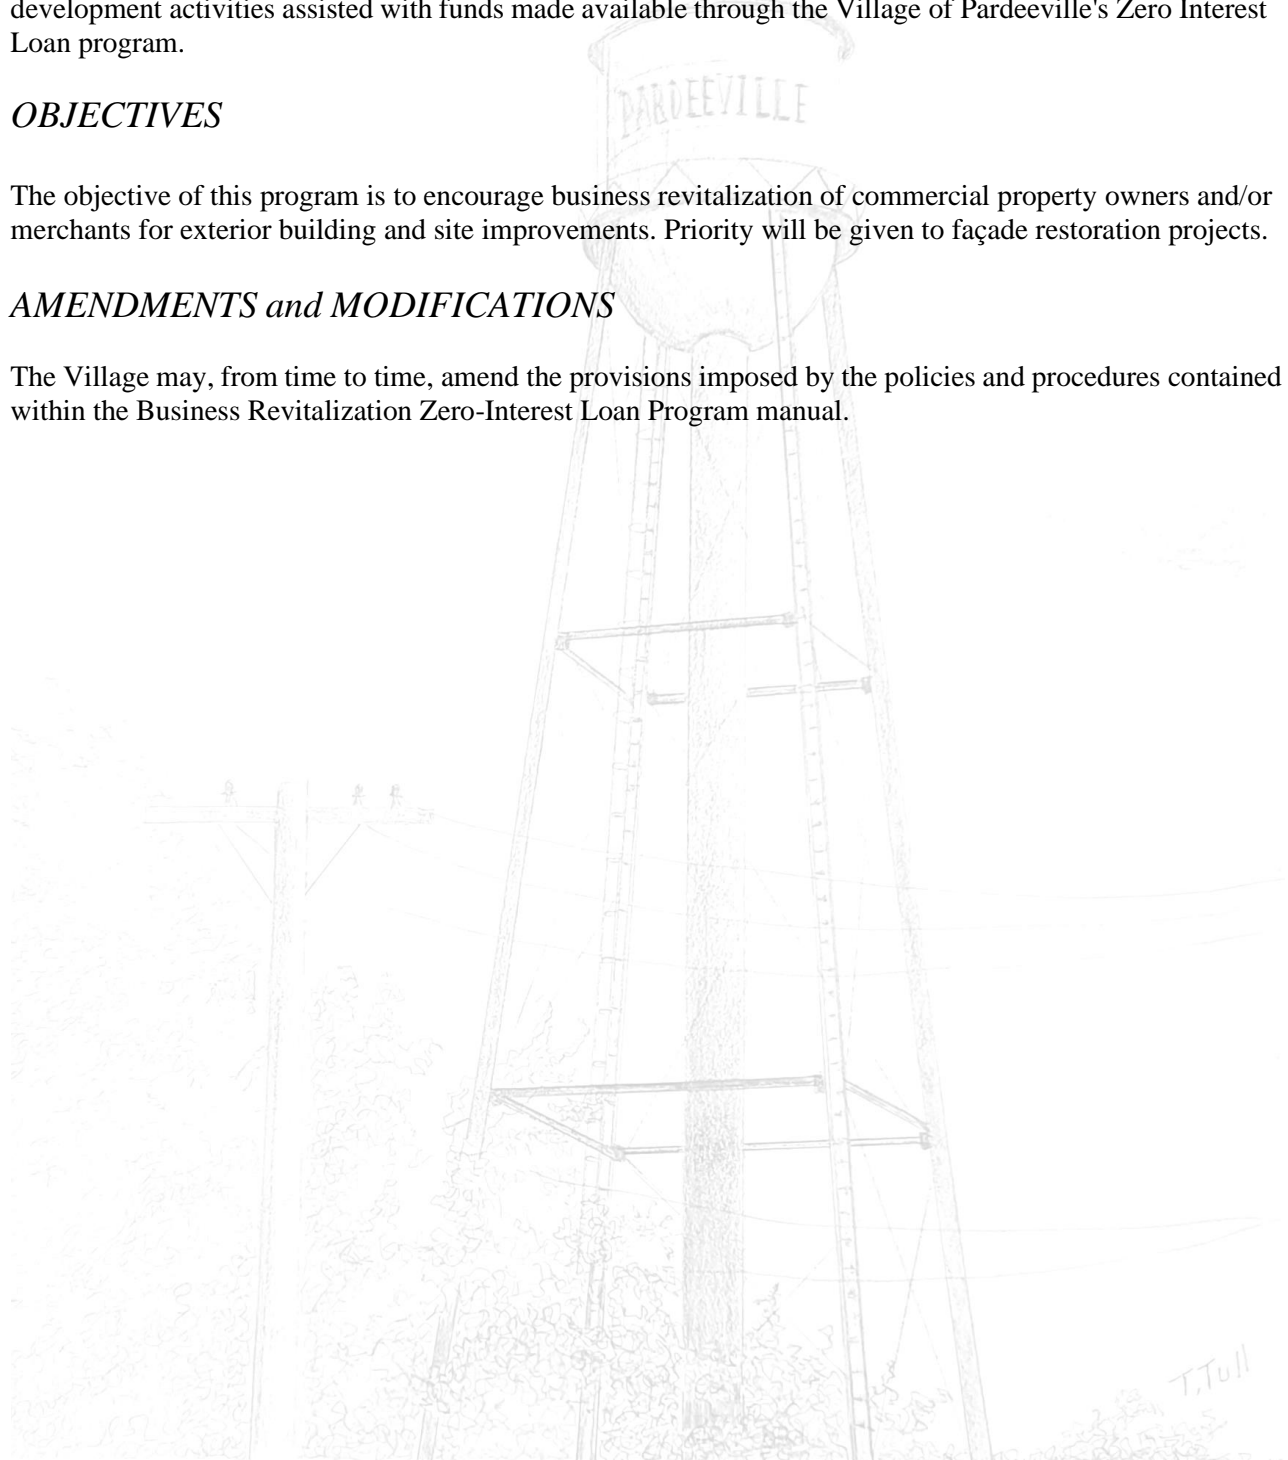 development activities assisted with funds made available through the Village of Pardeeville's Zero Interest
Loan program.
PARDEEVILLE
OBJECTIVES
The objective of this program is to encourage business revitalization of commercial property owners and/or
merchants for exterior building and site improvements. Priority will be given to façade restoration projects.
AMENDMENTS and MODIFICATIONS
The Village may, from time to time, amend the provisions imposed by the policies and procedures contained
within the Business Revitalization Zero-Interest Loan Program manual.
T. Tull